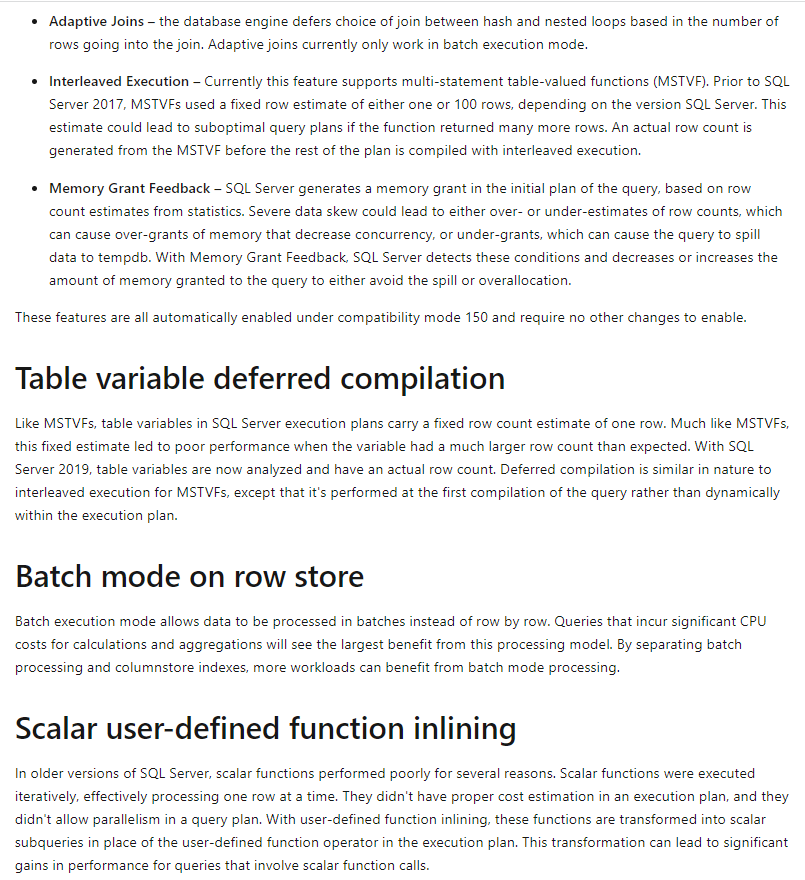 Adaptive Joins – the database engine defers choice of join between hash and nested loops based in the number of
rows going into the join. Adaptive joins currently only work in batch execution mode.
Interleaved Execution – Currently this feature supports multi-statement table-valued functions (MSTVF). Prior to SQL
Server 2017, MSTVFs used a fixed row estimate of either one or 100 rows, depending on the version SQL Server. This
estimate could lead to suboptimal query plans if the function returned many more rows. An actual row count is
generated from the MSTVF before the rest of the plan is compiled with interleaved execution.
Memory Grant Feedback – SQL Server generates a memory grant in the initial plan of the query, based on row
count estimates from statistics. Severe data skew could lead to either over- or under-estimates of row counts, which
can cause over-grants of memory that decrease concurrency, or under-grants, which can cause the query to spill
data to tempdb. With Memory Grant Feedback, SQL Server detects these conditions and decreases or increases the
amount of memory granted to the query to either avoid the spill or overallocation.
These features are all automatically enabled under compatibility mode 150 and require no other changes to enable.
Table variable deferred compilation
Like MSTVFs, table variables in SQL Server execution plans carry a fixed row count estimate of one row. Much like MSTVFs,
this fixed estimate led to poor performance when the variable had a much larger row count than expected. With SQL
Server 2019, table variables are now analyzed and have an actual row count. Deferred compilation is similar in nature to
interleaved execution for MSTVFs, except that it's performed at the first compilation of the query rather than dynamically
within the execution plan.
Batch mode on row store
Batch execution mode allows data to be processed in batches instead of row by row. Queries that incur significant CPU
costs for calculations and aggregations will see the largest benefit from this processing model. By separating batch
processing and columnstore indexes, more workloads can benefit from batch mode processing.
Scalar user-defined function inlining
In older versions of SQL Server, scalar functions performed poorly for several reasons. Scalar functions were executed
iteratively, effectively processing one row at a time. They didn't have proper cost estimation in an execution plan, and they
didn't allow parallelism in a query plan. With user-defined function inlining, these functions are transformed into scalar
subqueries in place of the user-defined function operator in the execution plan. This transformation can lead to significant
gains in performance for queries that involve scalar function calls.